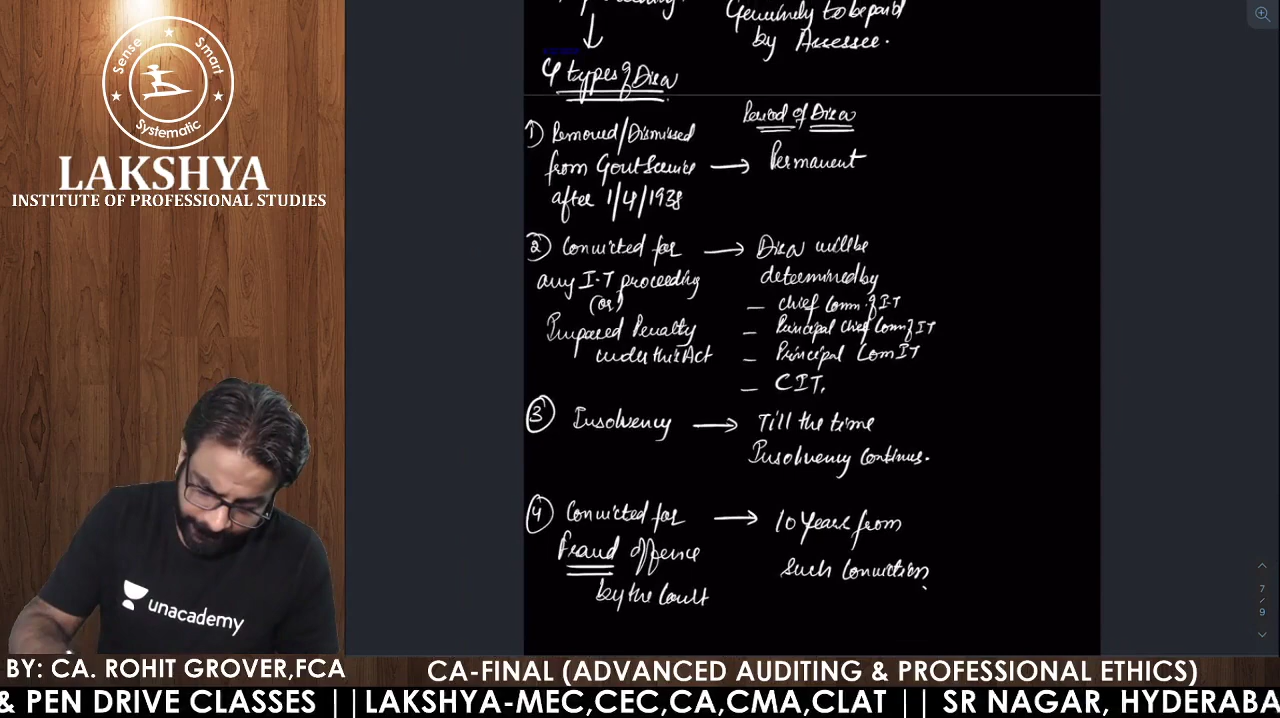 Genuinely to be paid
by Assessee.
4 types of Disq
Period of Disq
1) Removed/Dismissed
from Govt Service → Permanent
after 1/4/1938
2) Convicted for → Disq will be
any I.T proceeding determined by
(or) — Chief Comm. of I.T
Imposed Penalty — Principal Chief Com of IT
under this Act — Principal Com IT
— CIT.
3) Insolvency → Till the time
Insolvency Continues.
4) Convicted for → 10 Years from
Fraud offence such Conviction
by the Court
Sense
Smart
Systematic
LAKSHYA
INSTITUTE OF PROFESSIONAL STUDIES
unacademy
7
/
9
BY: CA. ROHIT GROVER,FCA CA-FINAL (ADVANCED AUDITING & PROFESSIONAL ETHICS)
& PEN DRIVE CLASSES ||LAKSHYA-MEC,CEC,CA,CMA,CLAT || SR NAGAR, HYDERABA